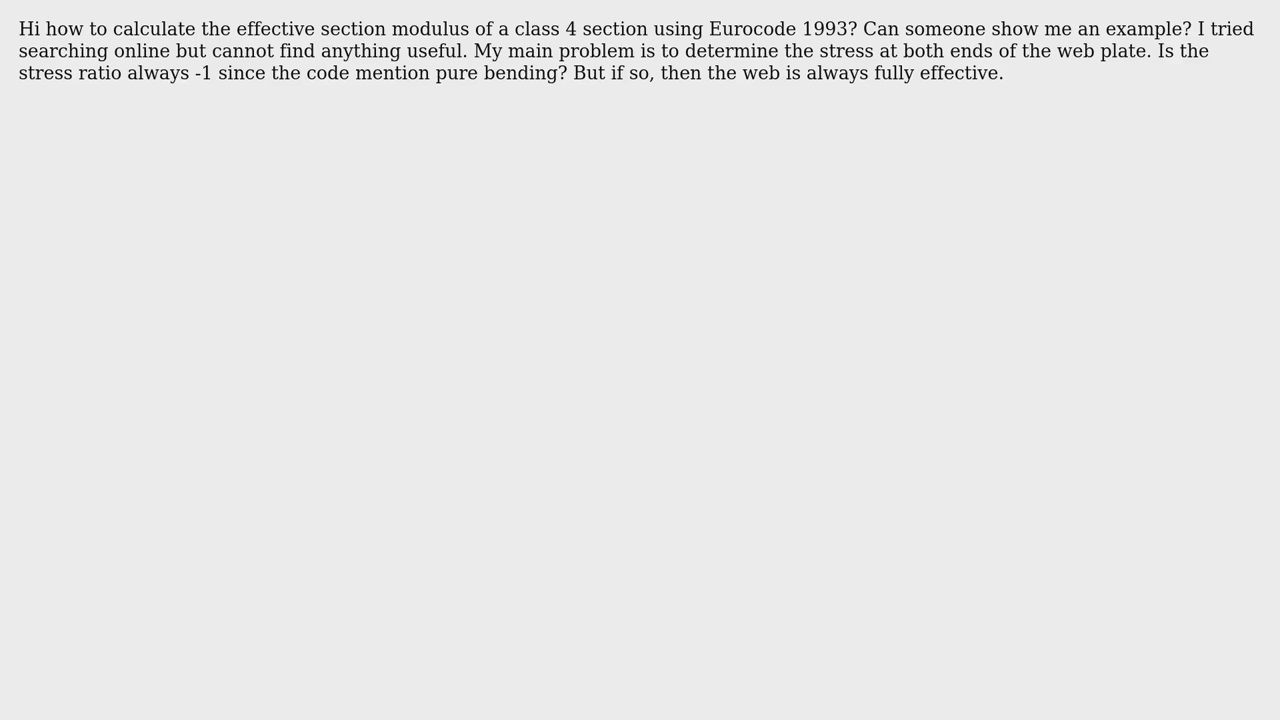 Hi how to calculate the effective section modulus of a class 4 section using Eurocode 1993? Can someone show me an example? I tried
searching online but cannot find anything useful. My main problem is to determine the stress at both ends of the web plate. Is the
stress ratio always -1 since the code mention pure bending? But if so, then the web is always fully effective.